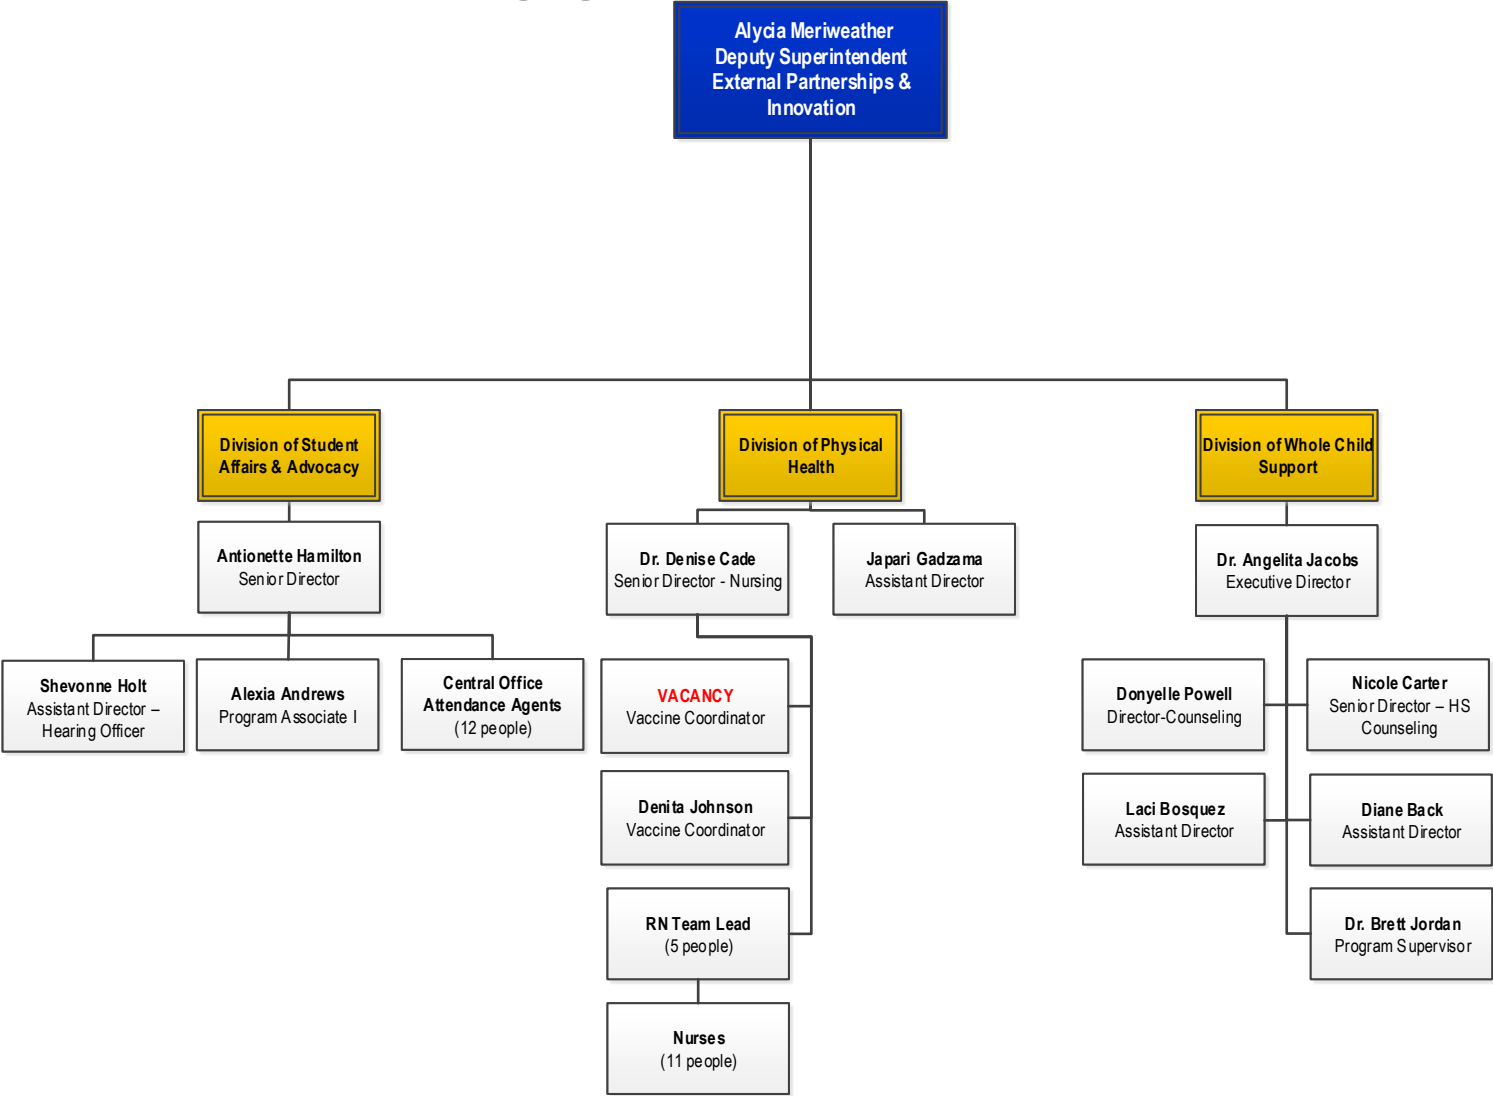 Alycia Meriweather
Deputy Superintendent
External Partnerships &
Innovation
Division of Student
Affairs & Advocacy
Division of Physical
Health
Division of Whole Child
Support
Antionette Hamilton
Senior Director
Dr. Denise Cade
Senior Director - Nursing
Japari Gadzama
Assistant Director
Dr. Angelita Jacobs
Executive Director
Shevonne Holt
Assistant Director –
Hearing Officer
Alexia Andrews
Program Associate I
Central Office
Attendance Agents
(12 people)
VACANCY
Vaccine Coordinator
Donyelle Powell
Director-Counseling
Nicole Carter
Senior Director – HS
Counseling
Denita Johnson
Vaccine Coordinator
Laci Bosquez
Assistant Director
Diane Back
Assistant Director
RN Team Lead
(5 people)
Dr. Brett Jordan
Program Supervisor
Nurses
(11 people)